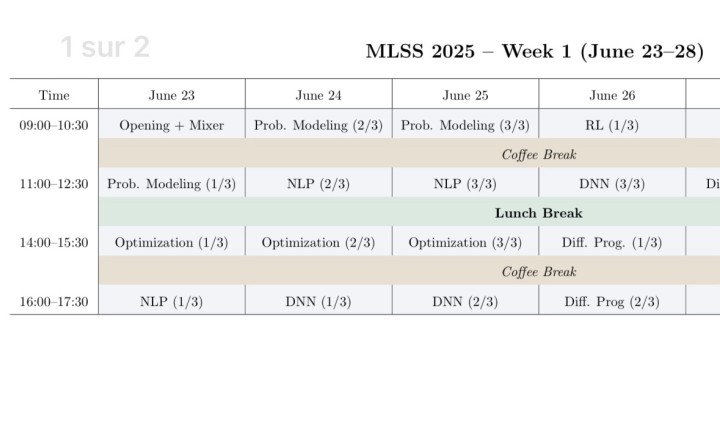 1 sur 2
MLSS 2025 – Week 1 (June 23–28)
Time June 23 June 24 June 25 June 26
09:00–10:30 Opening + Mixer Prob. Modeling (2/3) Prob. Modeling (3/3) RL (1/3)
Coffee Break
11:00–12:30 Prob. Modeling (1/3) NLP (2/3) NLP (3/3) DNN (3/3) Di
Lunch Break
14:00–15:30 Optimization (1/3) Optimization (2/3) Optimization (3/3) Diff. Prog. (1/3)
Coffee Break
16:00–17:30 NLP (1/3) DNN (1/3) DNN (2/3) Diff. Prog (2/3)